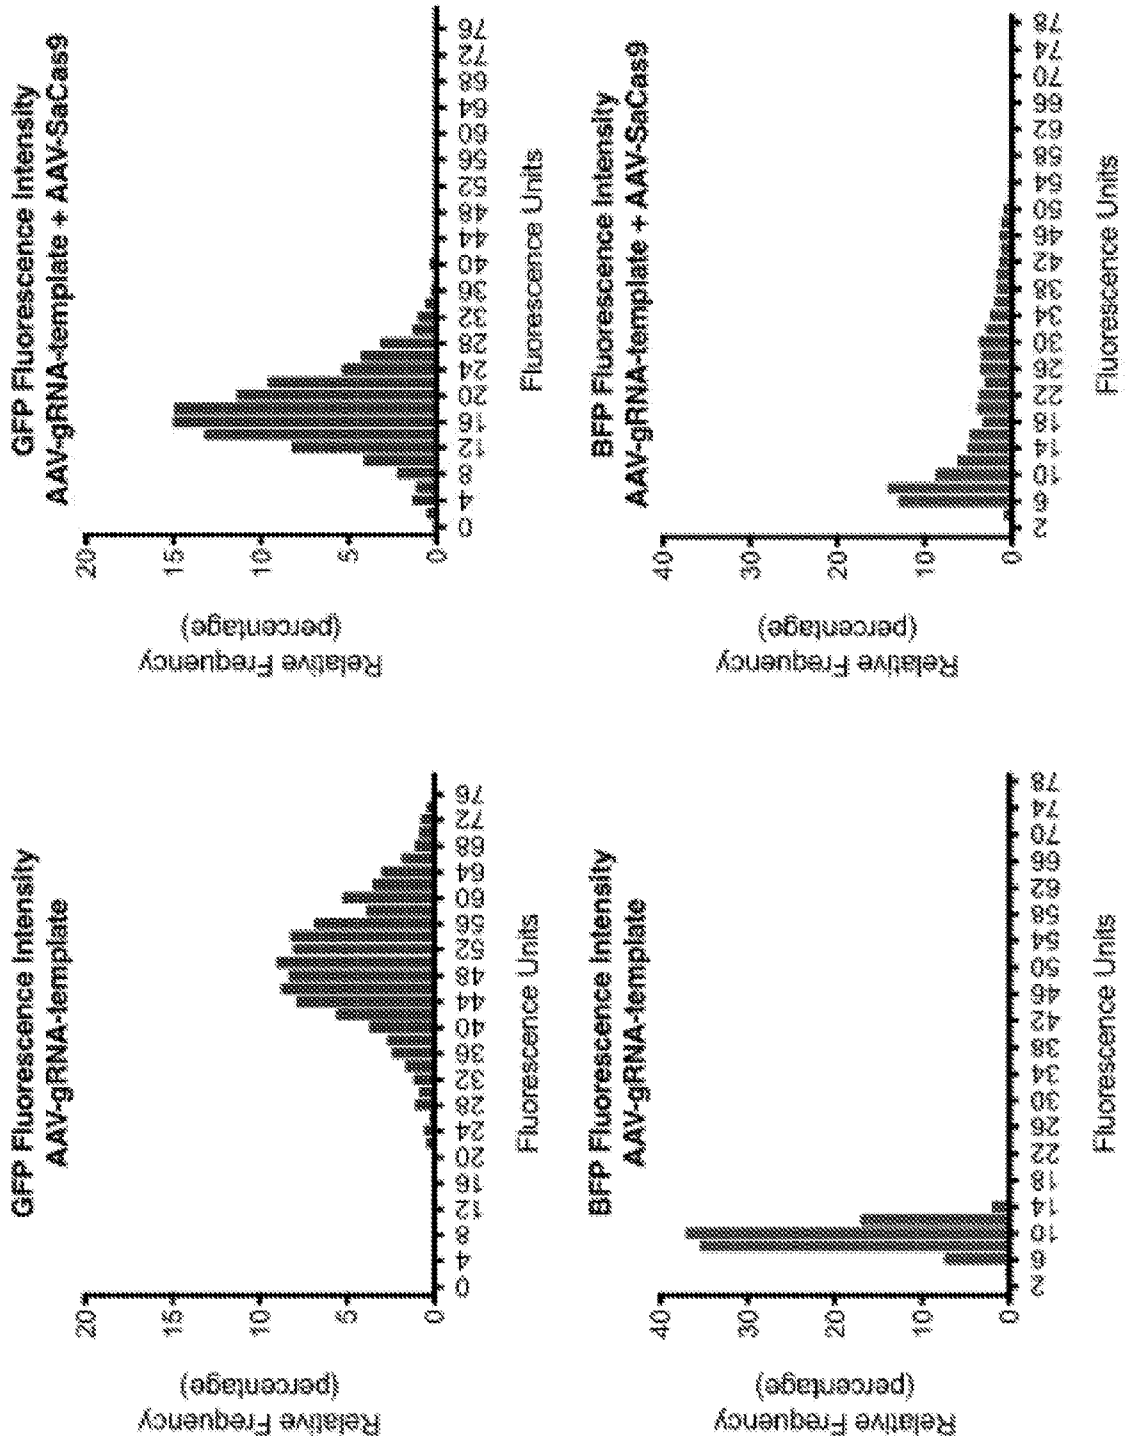 GFP Fluorescence Intensity
AAV-gRNA-template
Relative Frequency
(percentage)
20
15
10
5
0
0 4 8 12 16 20 24 28 32 36 40 44 48 52 56 60 64 68 72 76
Fluorescence Units
GFP Fluorescence Intensity
AAV-gRNA-template + AAV-SaCas9
Relative Frequency
(percentage)
20
15
10
5
0
0 4 8 12 16 20 24 28 32 36 40 44 48 52 56 60 64 68 72 76
Fluorescence Units
BFP Fluorescence Intensity
AAV-gRNA-template
Relative Frequency
(percentage)
40
30
20
10
0
2 6 10 14 18 22 26 30 34 38 42 46 50 54 58 62 66 70 74 78
Fluorescence Units
BFP Fluorescence Intensity
AAV-gRNA-template + AAV-SaCas9
Relative Frequency
(percentage)
40
30
20
10
0
2 6 10 14 18 22 26 30 34 38 42 46 50 54 58 62 66 70 74 78
Fluorescence Units